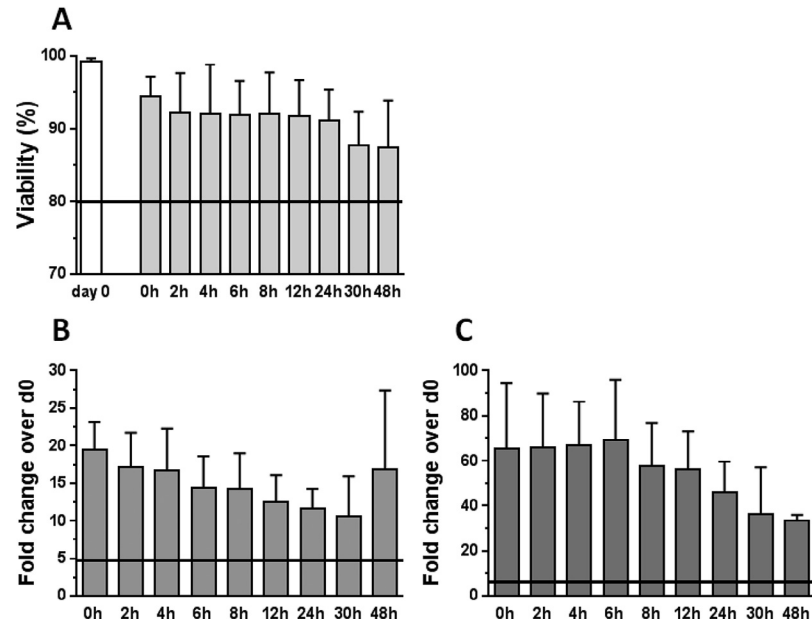 A
Viability (%)
100
90
80
70
day 0 0h 2h 4h 6h 8h 12h 24h 30h 48h
B
Fold change over d0
30
25
20
15
10
5
0
0h 2h 4h 6h 8h 12h 24h 30h 48h
C
Fold change over d0
100
80
60
40
20
0
0h 2h 4h 6h 8h 12h 24h 30h 48h